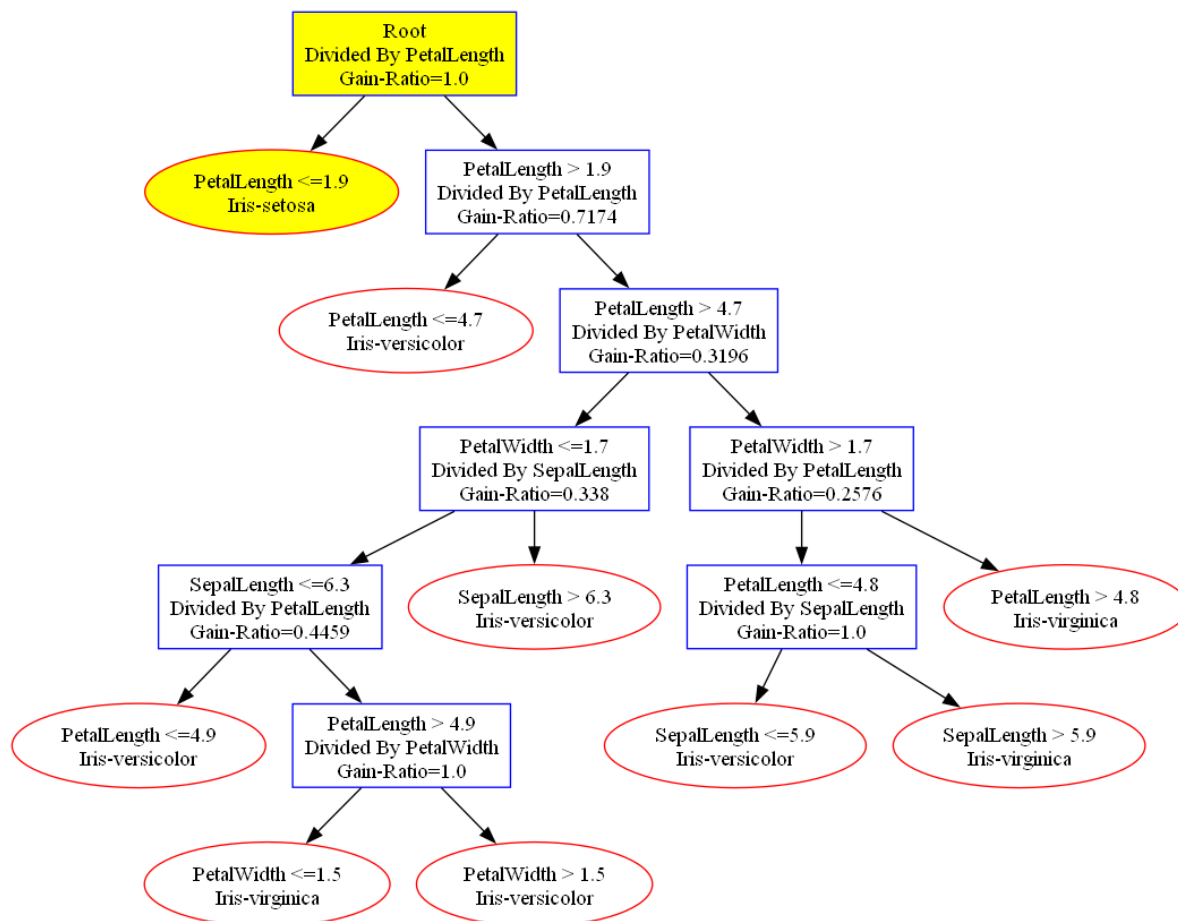 Root
Divided By PetalLength
Gain-Ratio=1.0
PetalLength <=1.9
Iris-setosa
PetalLength > 1.9
Divided By PetalLength
Gain-Ratio=0.7174
PetalLength <=4.7
Iris-versicolor
PetalLength > 4.7
Divided By PetalWidth
Gain-Ratio=0.3196
PetalWidth <=1.7
Divided By SepalLength
Gain-Ratio=0.338
PetalWidth > 1.7
Divided By PetalLength
Gain-Ratio=0.2576
SepalLength <=6.3
Divided By PetalLength
Gain-Ratio=0.4459
SepalLength > 6.3
Iris-versicolor
PetalLength <=4.8
Divided By SepalLength
Gain-Ratio=1.0
PetalLength > 4.8
Iris-virginica
PetalLength <=4.9
Iris-versicolor
PetalLength > 4.9
Divided By PetalWidth
Gain-Ratio=1.0
SepalLength <=5.9
Iris-versicolor
SepalLength > 5.9
Iris-virginica
PetalWidth <=1.5
Iris-virginica
PetalWidth > 1.5
Iris-versicolor